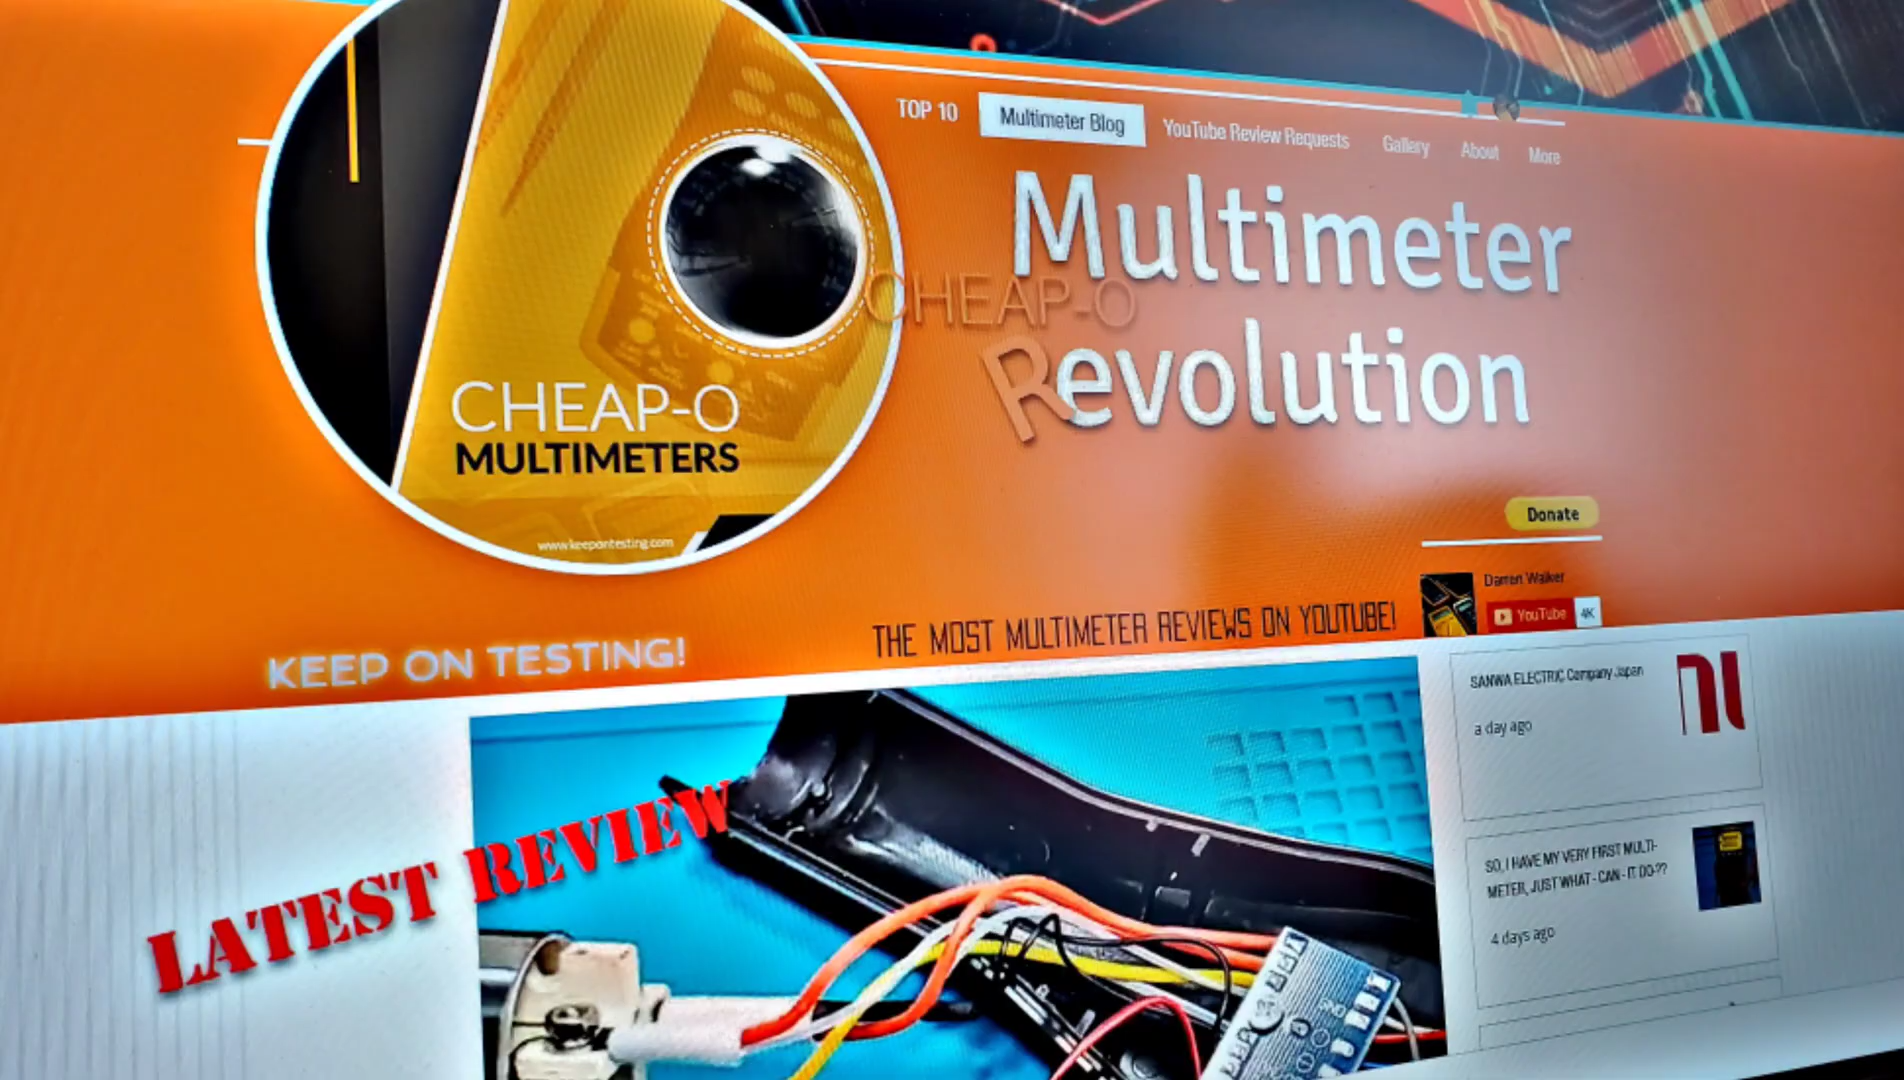 TOP 10
Multimeter Blog
YouTube Review Requests
Gallery
About
More
Multimeter
CHEAP-O
Revolution
CHEAP-O
MULTIMETERS
www.keepontesting.com
Donate
Darren Walker
YouTube 4K
KEEP ON TESTING!
THE MOST MULTIMETER REVIEWS ON YOUTUBE!
SANWA ELECTRIC Company Japan
a day ago
LATEST REVIEW
SO, I HAVE MY VERY FIRST MULTI-
METER, JUST WHAT - CAN - IT DO-??
4 days ago